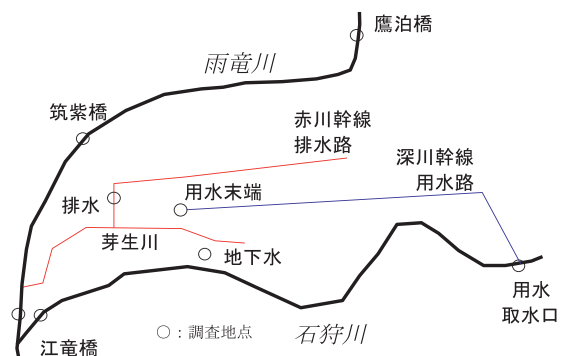 鷹泊橋
雨竜川
筑紫橋
赤川幹線
排水路
深川幹線
用水路
用水末端
排水
芽生川
地下水
用水
取水口
○：調査地点
石狩川
江竜橋